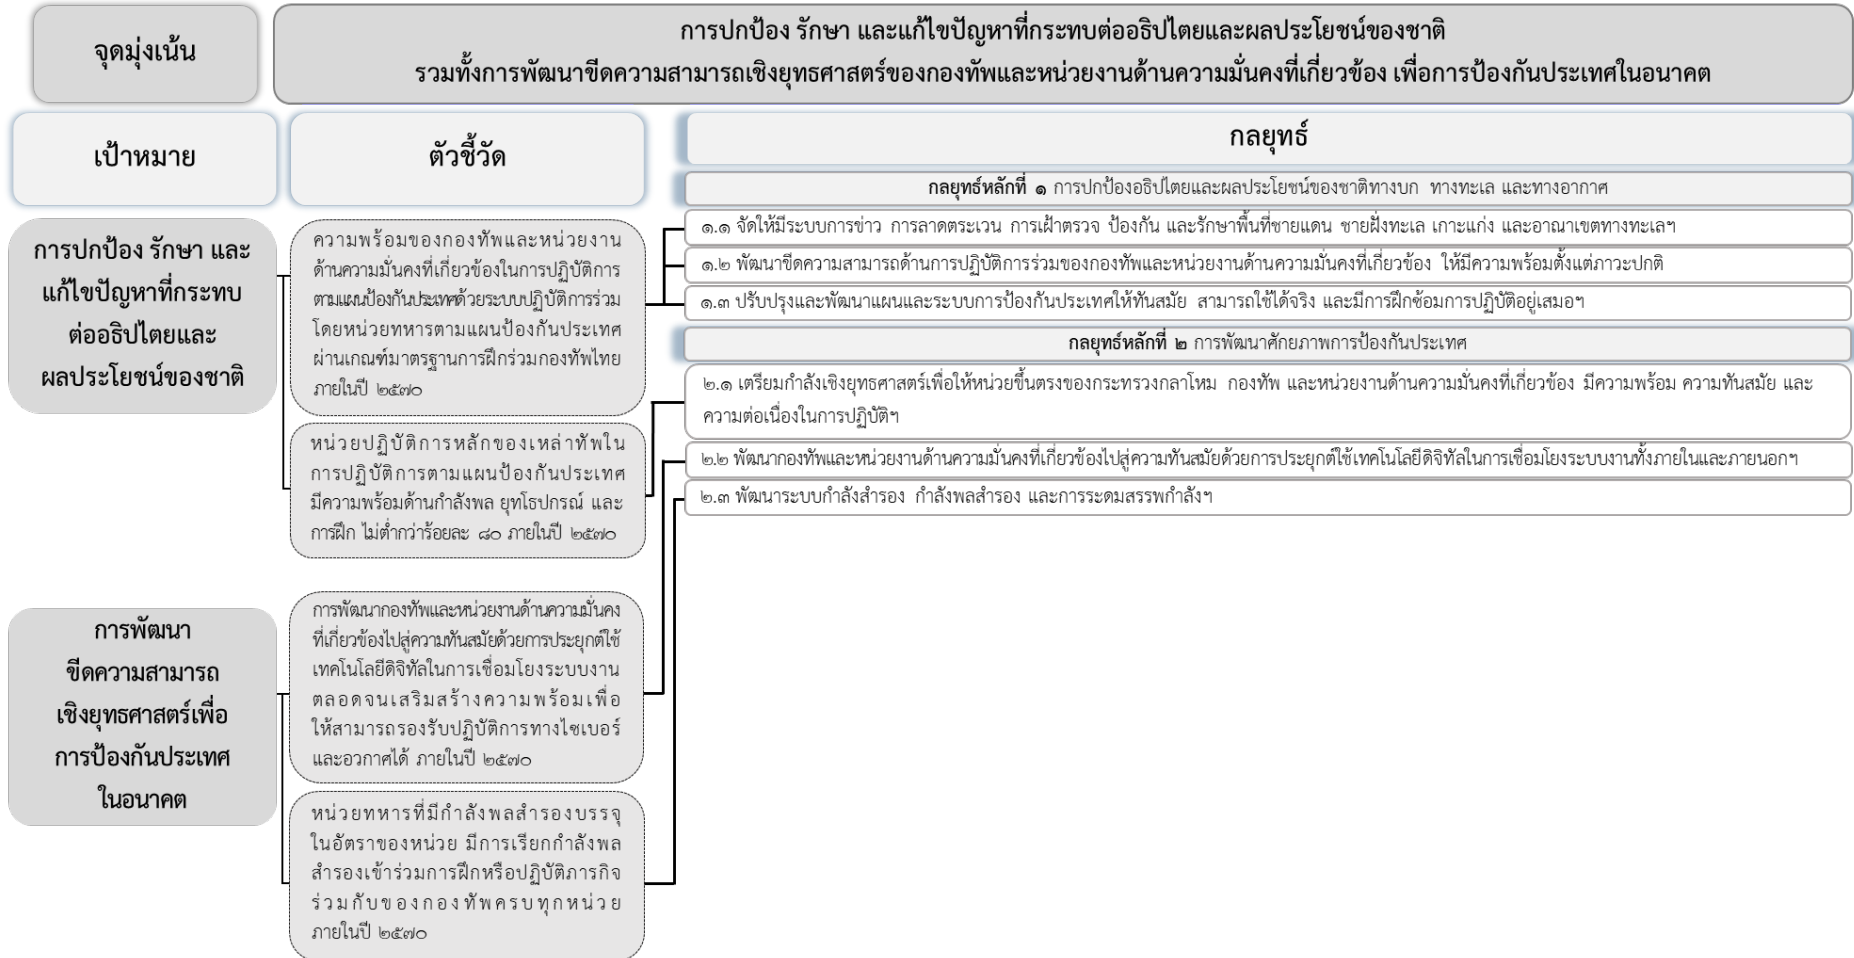 จุดมุ่งเน้น
การปกป้อง รักษา และแก้ไขปัญหาที่กระทบต่ออธิปไตยและผลประโยชน์ของชาติ
รวมทั้งการพัฒนาขีดความสามารถเชิงยุทธศาสตร์ของกองทัพและหน่วยงานด้านความมั่นคงที่เกี่ยวข้อง เพื่อการป้องกันประเทศในอนาคต
เป้าหมาย
ตัวชี้วัด
กลยุทธ์
การปกป้อง รักษา และ
แก้ไขปัญหาที่กระทบ
ต่ออธิปไตยและ
ผลประโยชน์ของชาติ
ความพร้อมของกองทัพและหน่วยงาน
ด้านความมั่นคงที่เกี่ยวข้องในการปฏิบัติการ
ตามแผนป้องกันประเทศด้วยระบบปฏิบัติการร่วม
โดยหน่วยทหารตามแผนป้องกันประเทศ
ผ่านเกณฑ์มาตรฐานการฝึกร่วมกองทัพไทย
ภายในปี ๒๕๗๐
หน่วยปฏิบัติการหลักของเหล่าทัพใน
การปฏิบัติการตามแผนป้องกันประเทศ
มีความพร้อมด้านกำลังพล ยุทโธปกรณ์ และ
การฝึก ไม่ต่ำกว่าร้อยละ ๘๐ ภายในปี ๒๕๗๐
กลยุทธ์หลักที่ ๑ การปกป้องอธิปไตยและผลประโยชน์ของชาติทางบก ทางทะเล และทางอากาศ
๑.๑ จัดให้มีระบบการข่าว การลาดตระเวน การเฝ้าตรวจ ป้องกัน และรักษาพื้นที่ชายแดน ชายฝั่งทะเล เกาะแก่ง และอาณาเขตทางทะเลฯ
๑.๒ พัฒนาขีดความสามารถด้านการปฏิบัติการร่วมของกองทัพและหน่วยงานด้านความมั่นคงที่เกี่ยวข้อง ให้มีความพร้อมตั้งแต่ภาวะปกติ
๑.๓ ปรับปรุงและพัฒนาแผนและระบบการป้องกันประเทศให้ทันสมัย สามารถใช้ได้จริง และมีการฝึกซ้อมการปฏิบัติอยู่เสมอฯ
กลยุทธ์หลักที่ ๒ การพัฒนาศักยภาพการป้องกันประเทศ
๒.๑ เตรียมกำลังเชิงยุทธศาสตร์เพื่อให้หน่วยขึ้นตรงของกระทรวงกลาโหม กองทัพ และหน่วยงานด้านความมั่นคงที่เกี่ยวข้อง มีความพร้อม ความทันสมัย และ
ความต่อเนื่องในการปฏิบัติฯ
๒.๒ พัฒนากองทัพและหน่วยงานด้านความมั่นคงที่เกี่ยวข้องไปสู่ความทันสมัยด้วยการประยุกต์ใช้เทคโนโลยีดิจิทัลในการเชื่อมโยงระบบงานทั้งภายในและภายนอกฯ
๒.๓ พัฒนาระบบกำลังสำรอง กำลังพลสำรอง และการระดมสรรพกำลังฯ
การพัฒนา
ขีดความสามารถ
เชิงยุทธศาสตร์เพื่อ
การป้องกันประเทศ
ในอนาคต
การพัฒนากองทัพและหน่วยงานด้านความมั่นคง
ที่เกี่ยวข้องไปสู่ความทันสมัยด้วยการประยุกต์ใช้
เทคโนโลยีดิจิทัลในการเชื่อมโยงระบบงาน
ตลอดจนเสริมสร้างความพร้อมเพื่อ
ให้สามารถรองรับปฏิบัติการทางไซเบอร์
และอวกาศได้ ภายในปี ๒๕๗๐
หน่วยทหารที่มีกำลังพลสำรองบรรจุ
ในอัตราของหน่วย มีการเรียกกำลังพล
สำรองเข้าร่วมการฝึกหรือปฏิบัติภารกิจ
ร่วมกับของกองทัพครบทุกหน่วย
ภายในปี ๒๕๗๐